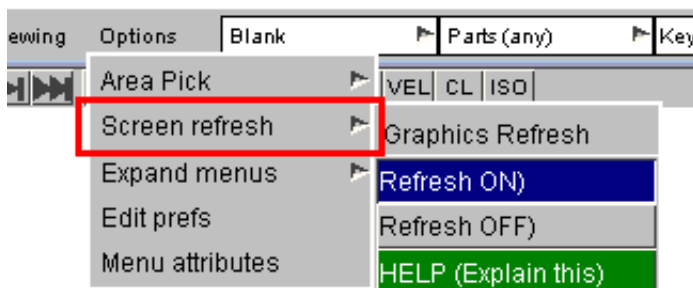 ewing Options Blank Parts (any) Key
Area Pick VEL CL ISO
Screen refresh Graphics Refresh
Expand menus Refresh ON)
Edit prefs Refresh OFF)
Menu attributes HELP (Explain this)